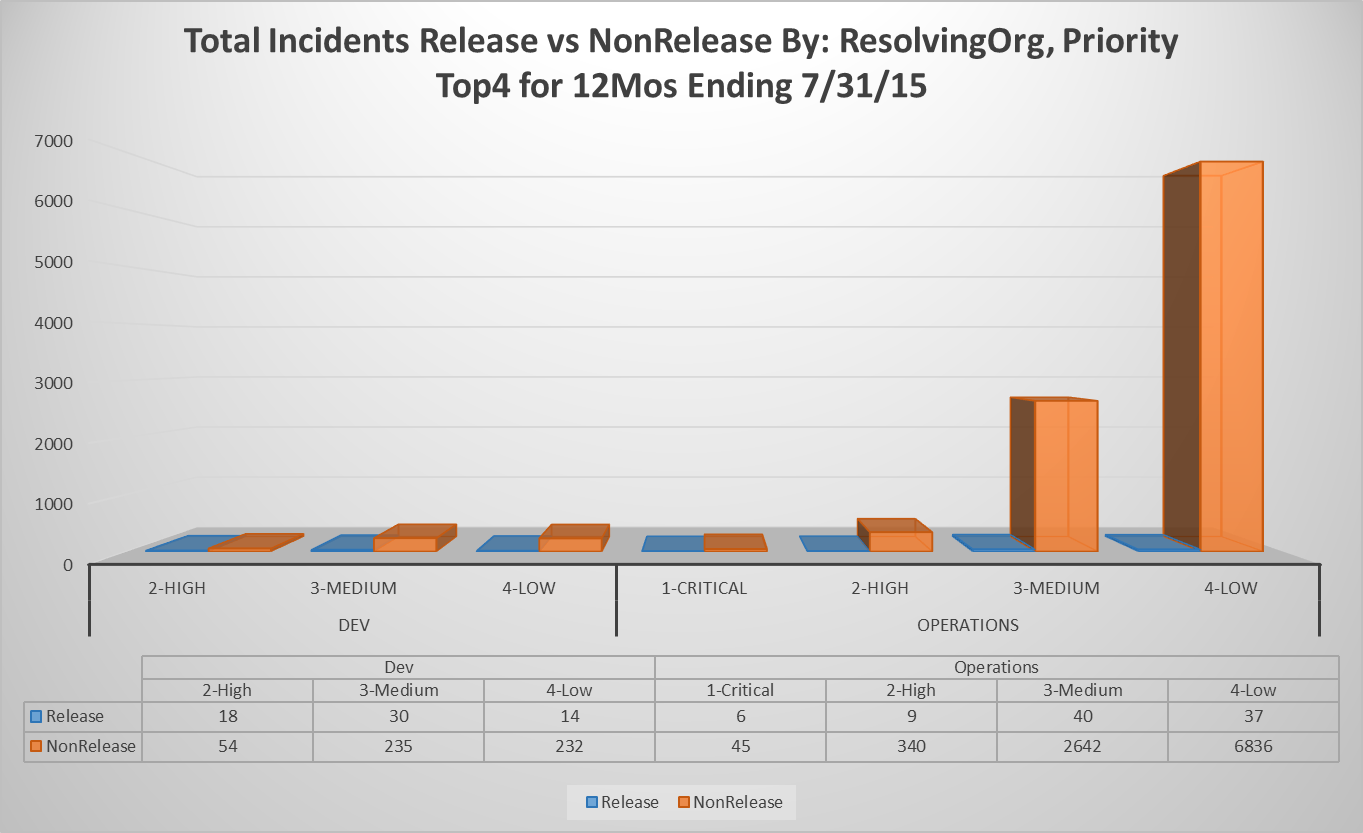 Total Incidents Release vs NonRelease By: ResolvingOrg, Priority
Top4 for 12Mos Ending 7/31/15
7000
6000
5000
4000
3000
2000
1000
0
2-HIGH 3-MEDIUM 4-LOW 1-CRITICAL 2-HIGH 3-MEDIUM 4-LOW
DEV OPERATIONS
Dev Operations
2-High 3-Medium 4-Low 1-Critical 2-High 3-Medium 4-Low
Release 18 30 14 6 9 40 37
NonRelease 54 235 232 45 340 2642 6836
Release NonRelease